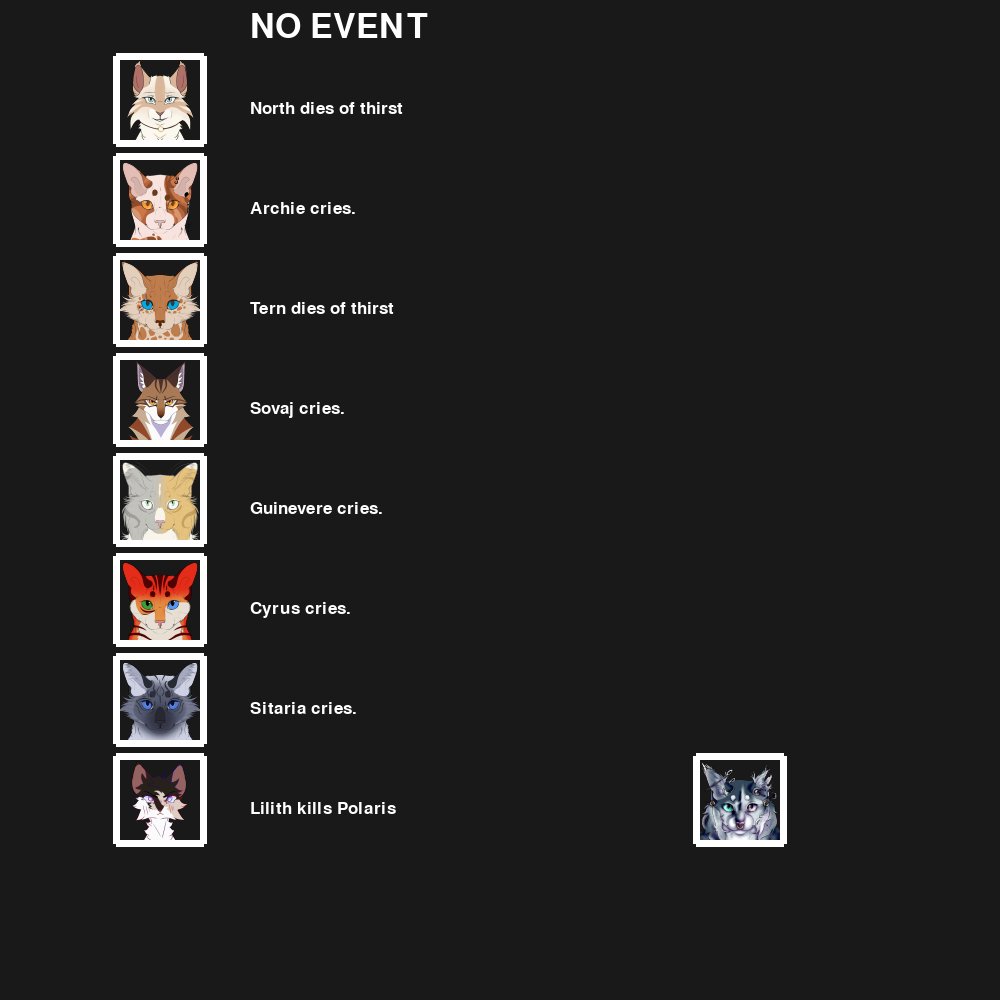 NO EVENT
North dies of thirst
Archie cries.
Tern dies of thirst
Sovaj cries.
Guinevere cries.
Cyrus cries.
Sitaria cries.
Lilith kills Polaris